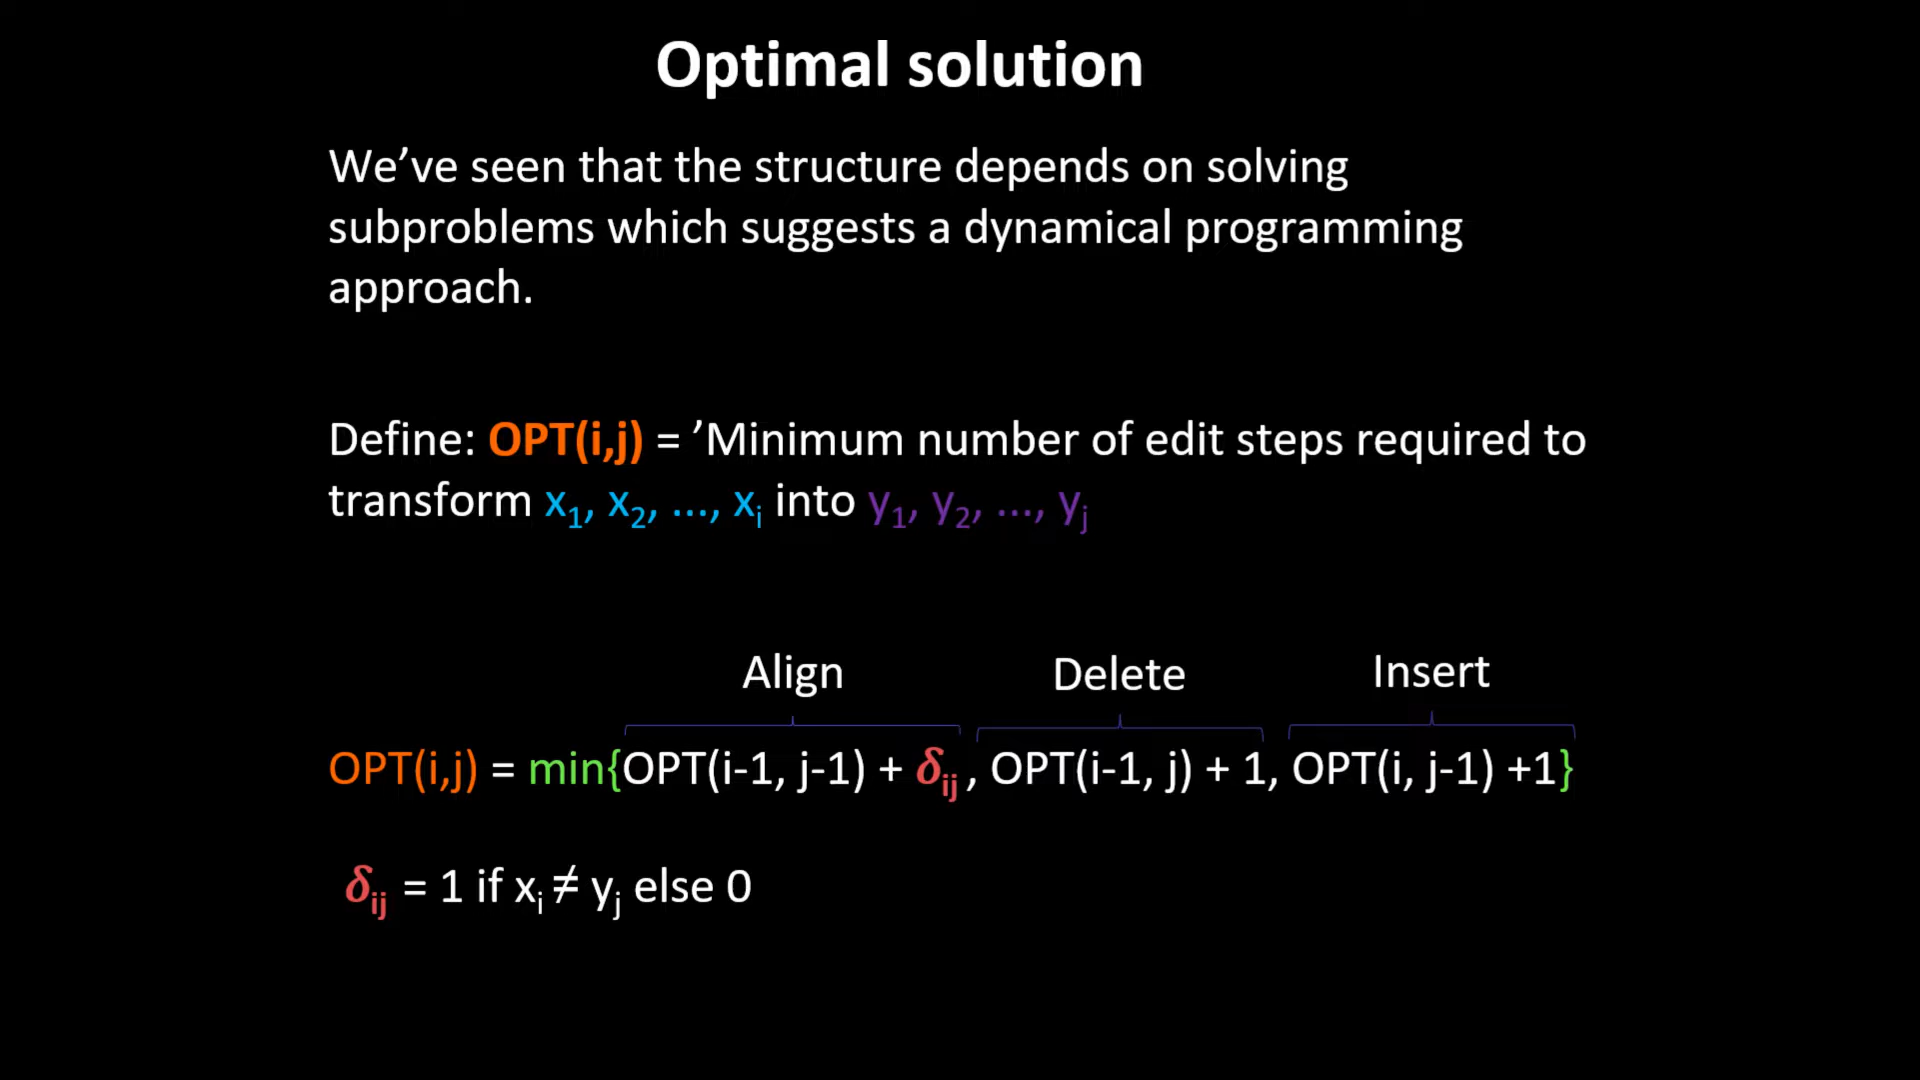 Optimal solution
We’ve seen that the structure depends on solving
subproblems which suggests a dynamical programming
approach.
Define: OPT(i,j) = ’Minimum number of edit steps required to
transform x₁, x₂, ..., xᵢ into y₁, y₂, ..., yⱼ
Align Delete Insert
OPT(i,j) = min{OPT(i-1, j-1) + δᵢⱼ, OPT(i-1, j) + 1, OPT(i, j-1) +1}
δᵢⱼ = 1 if xᵢ ≠ yⱼ else 0